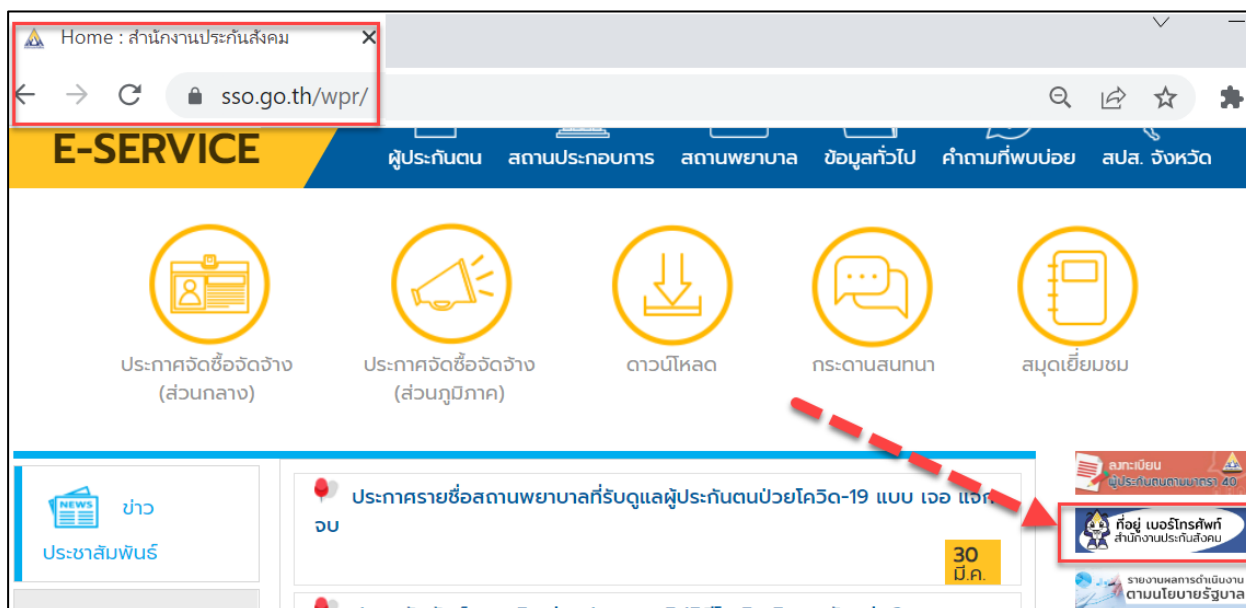 Home : สำนักงานประกันสังคม
sso.go.th/wpr/
E-SERVICE
ผู้ประกันตน สถานประกอบการ สถานพยาบาล ข้อมูลทั่วไป คำถามที่พบบ่อย สปส. จังหวัด
ประกาศจัดซื้อจัดจ้าง
(ส่วนกลาง)
ประกาศจัดซื้อจัดจ้าง
(ส่วนภูมิภาค)
ดาวน์โหลด
กระดานสนทนา
สมุดเยี่ยมชม
NEWS
ข่าว
ประชาสัมพันธ์
ประกาศรายชื่อสถานพยาบาลที่รับดูแลผู้ประกันตนป่วยโควิด-19 แบบ เจอ แจก
จบ
30
มี.ค.
ลงทะเบียน
ผู้ประกันตนตามมาตรา 40
ที่อยู่ เบอร์โทรศัพท์
สำนักงานประกันสังคม
รายงานผลการดำเนินงาน
ตามนโยบายรัฐบาล